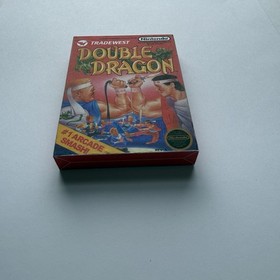 TRADEWEST
Nintendo
DOUBLE
DRAGON
#1 ARCADE
SMASH!